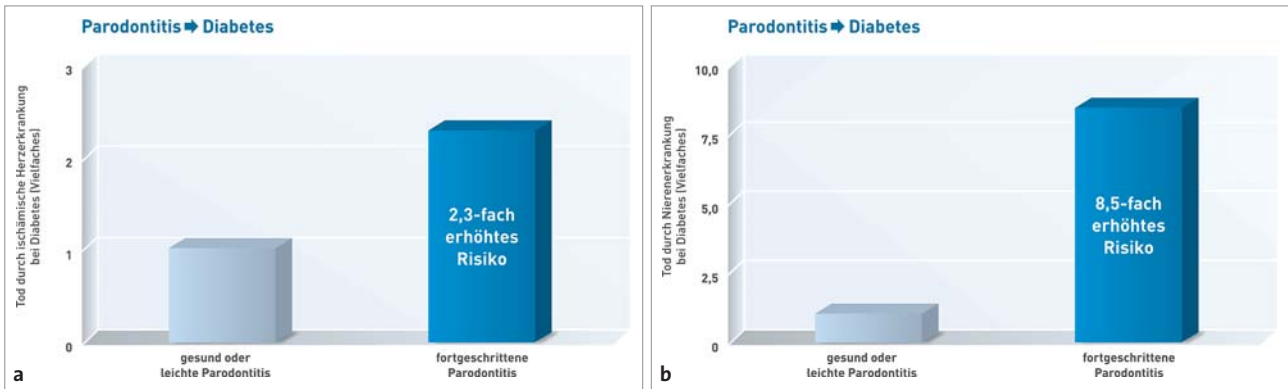 Parodontitis ➡ Diabetes
Tod durch ischämische Herzerkrankung
bei Diabetes (Vielfaches)
3
2
1
0
2,3-fach
erhöhtes
Risiko
gesund oder
leichte Parodontitis
fortgeschrittene
Parodontitis
a
Parodontitis ➡ Diabetes
Tod durch Nierenerkrankung
bei Diabetes (Vielfaches)
10,0
7,5
5,0
2,5
0
8,5-fach
erhöhtes
Risiko
gesund oder
leichte Parodontitis
fortgeschrittene
Parodontitis
b